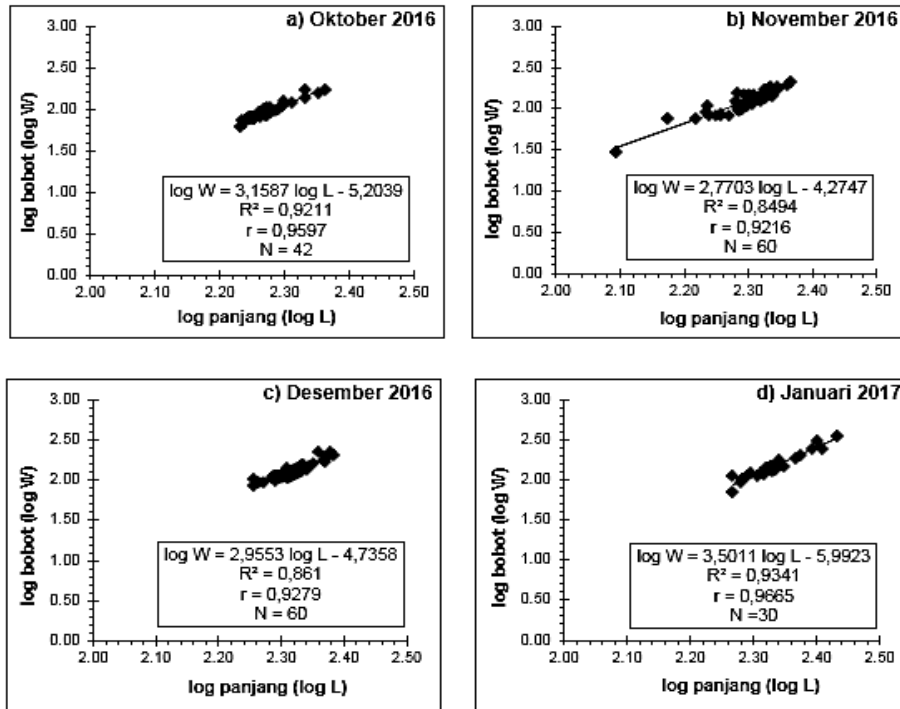 a) Oktober 2016
log bobot (log W)
3.00
2.50
2.00
1.50
1.00
0.50
0.00
log W = 3,1587 log L - 5,2039
R² = 0,9211
r = 0,9597
N = 42
2.00 2.10 2.20 2.30 2.40 2.50
log panjang (log L)
b) November 2016
log bobot (log W)
3.00
2.50
2.00
1.50
1.00
0.50
0.00
log W = 2,7703 log L - 4,2747
R² = 0,8494
r = 0,9216
N = 60
2.00 2.10 2.20 2.30 2.40 2.50
log panjang (log L)
c) Desember 2016
log bobot (log W)
3.00
2.50
2.00
1.50
1.00
0.50
0.00
log W = 2,9553 log L - 4,7358
R² = 0,861
r = 0,9279
N = 60
2.00 2.10 2.20 2.30 2.40 2.50
log panjang (log L)
d) Januari 2017
log bobot (log W)
3.00
2.50
2.00
1.50
1.00
0.50
0.00
log W = 3,5011 log L - 5,9923
R² = 0,9341
r = 0,9665
N =30
2.00 2.10 2.20 2.30 2.40 2.50
log panjang (log L)